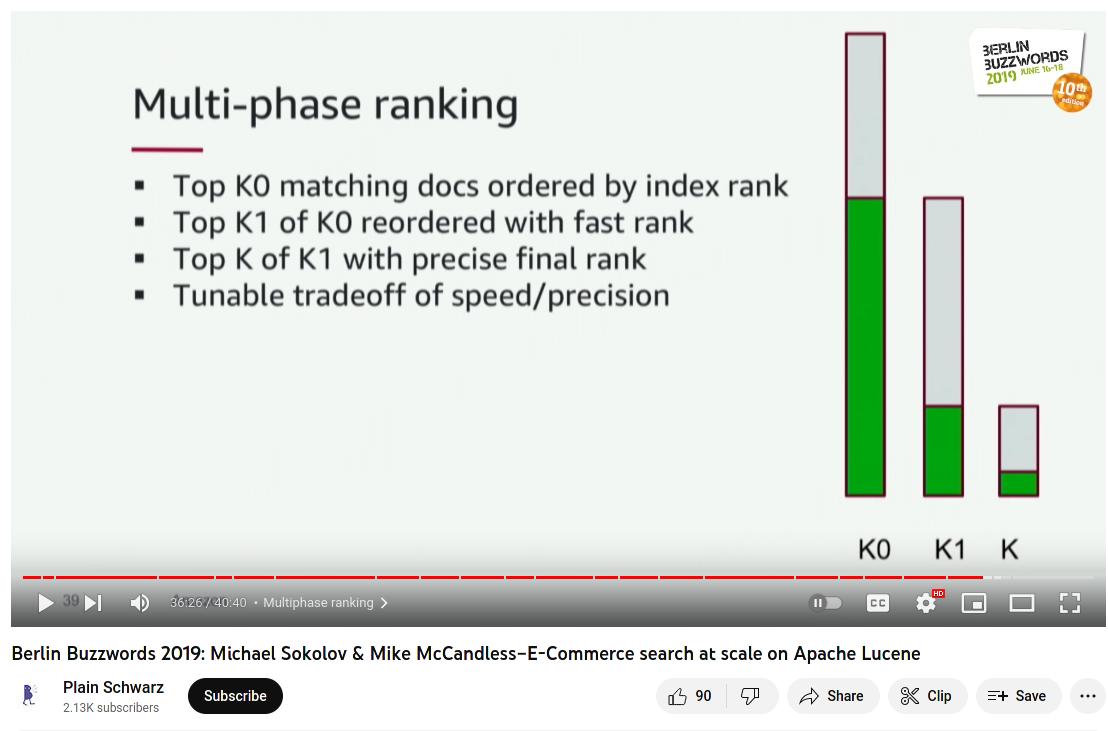 BERLIN
BUZZWORDS
2019 JUNE 16-18
10th
edition
Multi-phase ranking
▪ Top K0 matching docs ordered by index rank
▪ Top K1 of K0 reordered with fast rank
▪ Top K of K1 with precise final rank
▪ Tunable tradeoff of speed/precision
K0 K1 K
39 36:26 / 40:40 • Multiphase ranking
CC HD
Berlin Buzzwords 2019: Michael Sokolov & Mike McCandless–E-Commerce search at scale on Apache Lucene
Plain Schwarz
2.13K subscribers
Subscribe
90 Share Clip Save